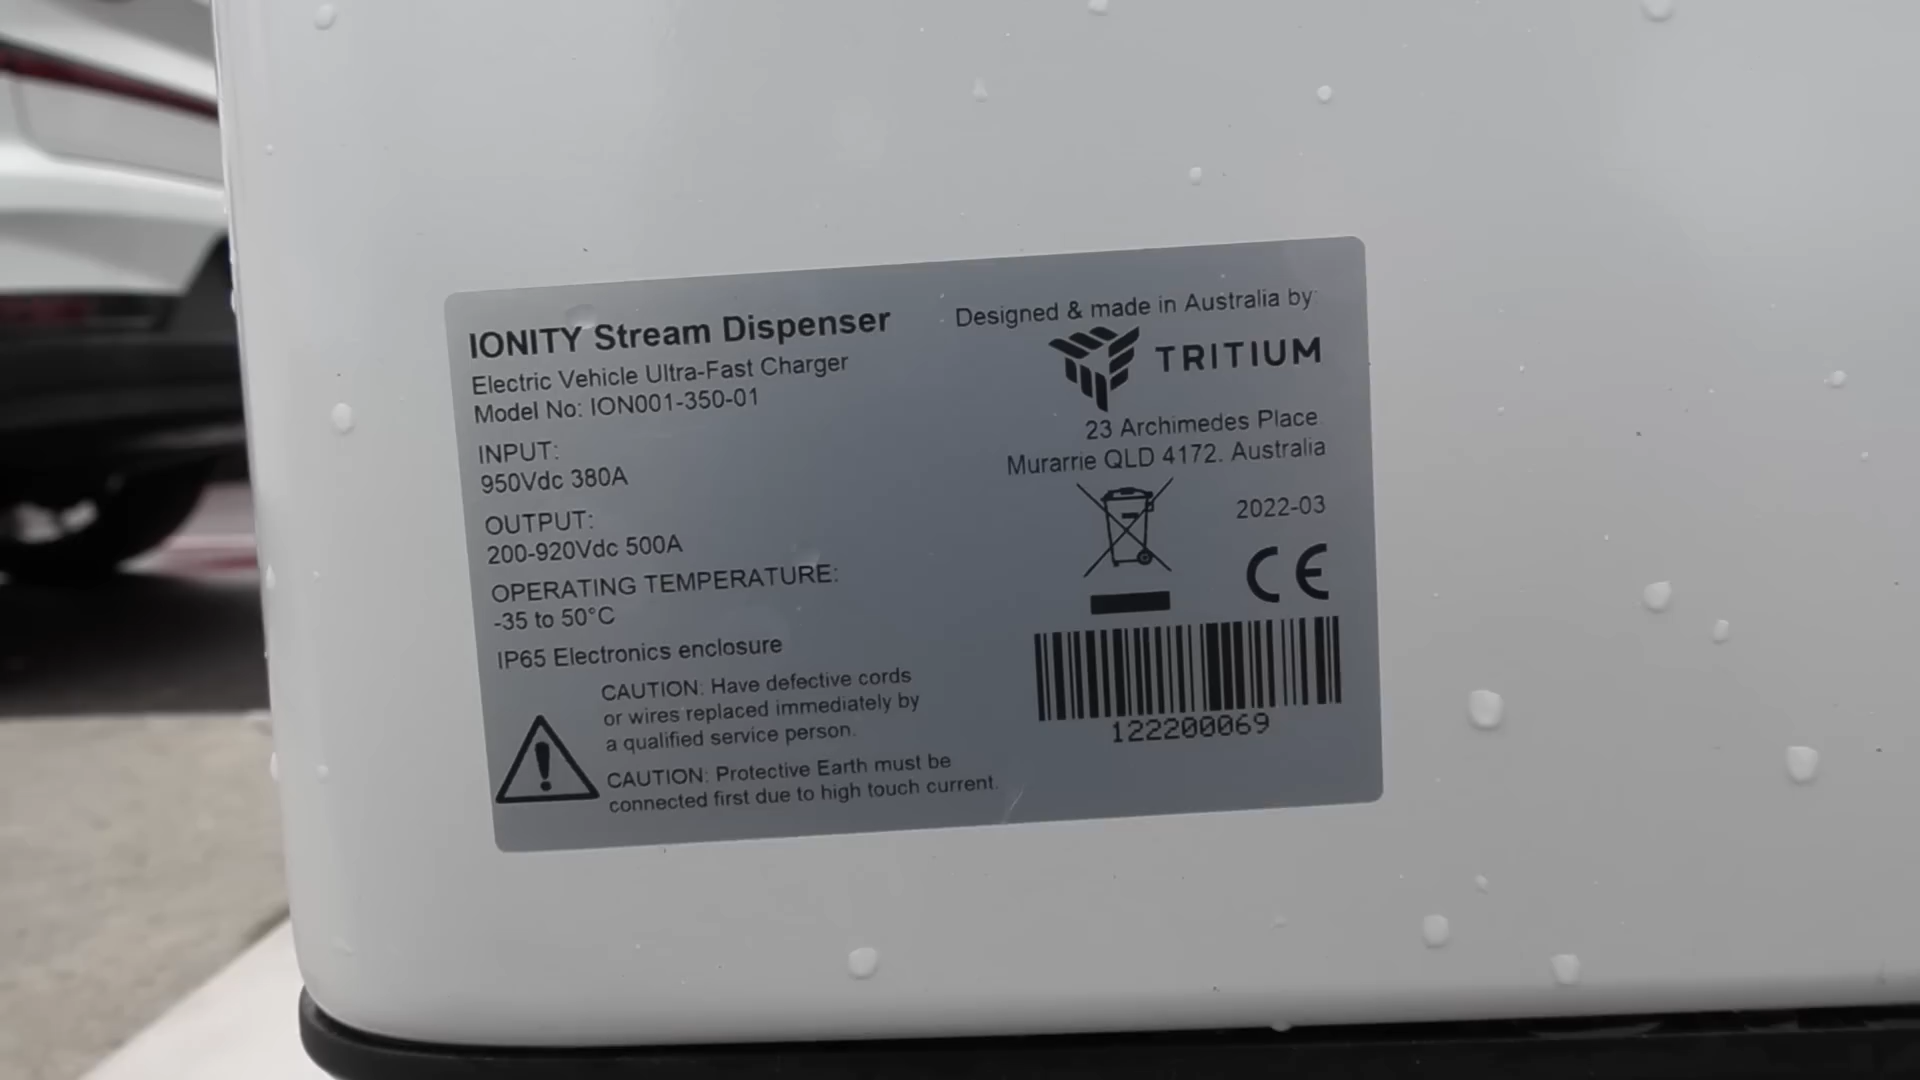 IONITY Stream Dispenser
Electric Vehicle Ultra-Fast Charger
Model No: ION001-350-01
INPUT:
950Vdc 380A
OUTPUT:
200-920Vdc 500A
OPERATING TEMPERATURE:
-35 to 50°C
IP65 Electronics enclosure
CAUTION: Have defective cords
or wires replaced immediately by
a qualified service person.
CAUTION: Protective Earth must be
connected first due to high touch current.
Designed & made in Australia by:
TRITIUM
23 Archimedes Place
Murarrie QLD 4172. Australia
2022-03
CE
122200069